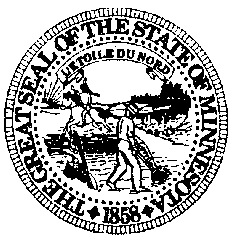 THE GREAT SEAL OF THE STATE OF MINNESOTA
L'ETOILE DU NORD
1858